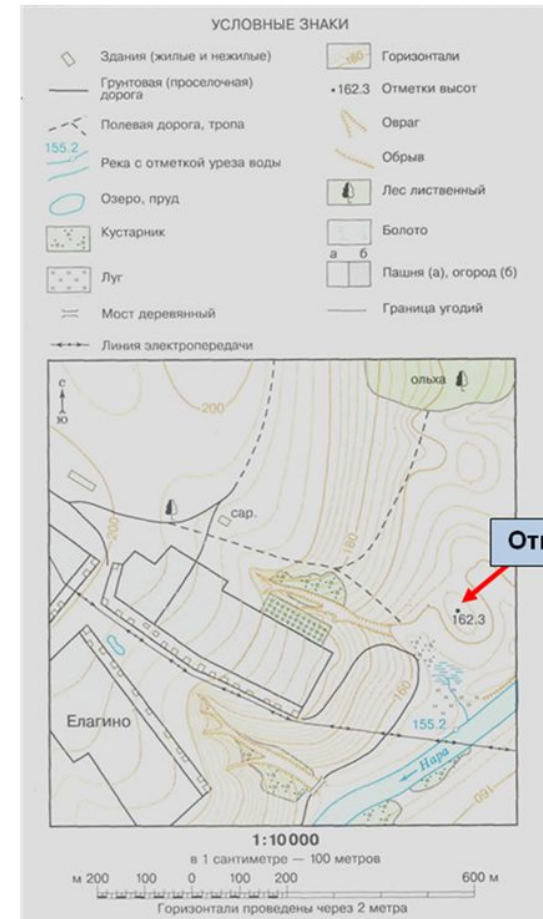 УСЛОВНЫЕ ЗНАКИ
Здания (жилые и нежилые)
Грунтовая (проселочная)
дорога
Полевая дорога, тропа
155.2
Река с отметкой уреза воды
Озеро, пруд
Кустарник
Луг
Мост деревянный
Линия электропередачи
180
Горизонтали
162.3 Отметки высот
Овраг
Обрыв
Лес лиственный
Болото
а б
Пашня (а), огород (б)
Граница угодий
с
ю
200
ольха
200
сар.
180
162.3
160
155.2
Елагино
Нара
160
1:10 000
в 1 сантиметре — 100 метров
м 200 100 0 100 200 600 м
Горизонтали проведены через 2 метра